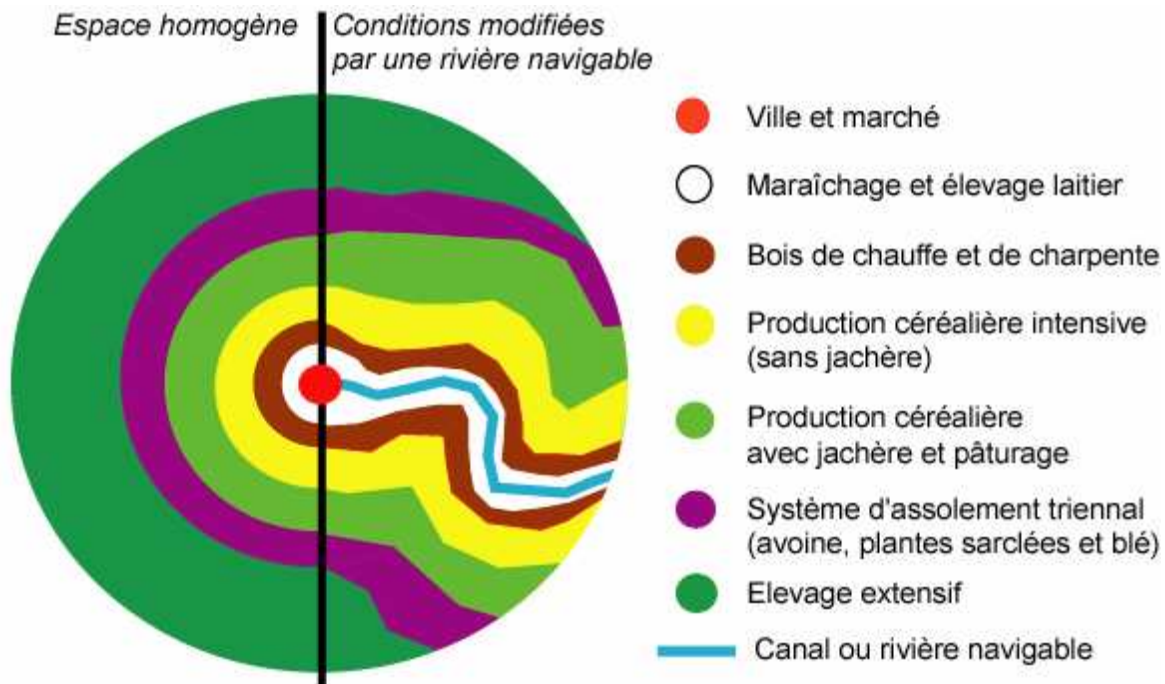 Espace homogène
Conditions modifiées
par une rivière navigable
Ville et marché
Maraîchage et élevage laitier
Bois de chauffe et de charpente
Production céréalière intensive
(sans jachère)
Production céréalière
avec jachère et pâturage
Système d'assolement triennal
(avoine, plantes sarclées et blé)
Elevage extensif
Canal ou rivière navigable